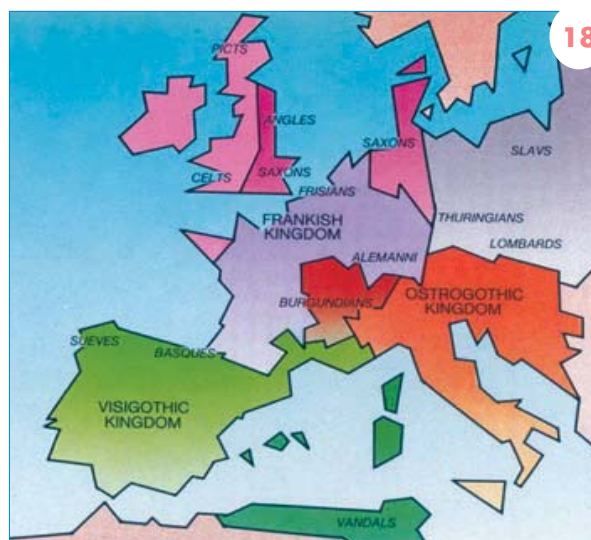 18
PICTS
ANGLES
SAXONS
SLAVS
CELTS
SAXONS
FRISIANS
FRANKISH
KINGDOM
THURINGIANS
LOMBARDS
ALEMANNI
BURGUNDIANS
OSTROGOTHIC
KINGDOM
SUEVES
BASQUES
VISIGOTHIC
KINGDOM
VANDALS